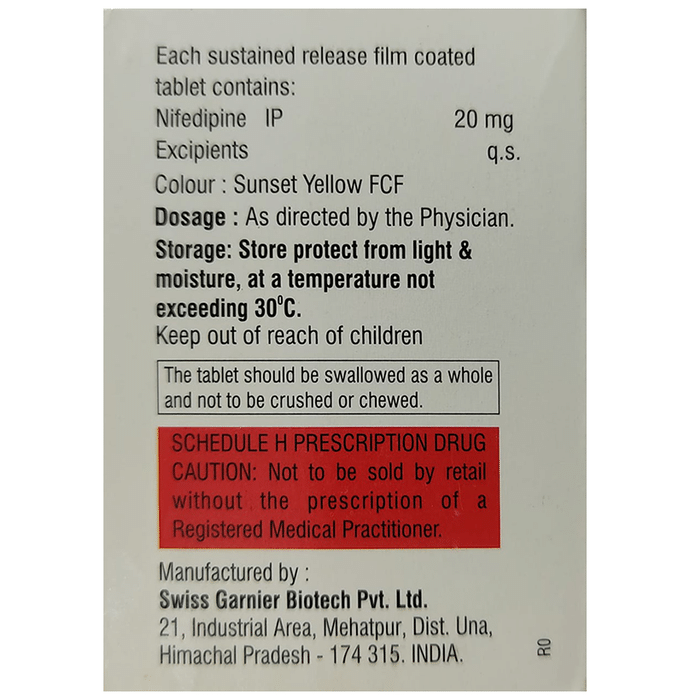 Each sustained release film coated
tablet contains:
Nifedipine IP 20 mg
Excipients q.s.
Colour : Sunset Yellow FCF
Dosage : As directed by the Physician.
Storage: Store protect from light &
moisture, at a temperature not
exceeding 30⁰C.
Keep out of reach of children
The tablet should be swallowed as a whole
and not to be crushed or chewed.
SCHEDULE H PRESCRIPTION DRUG
CAUTION: Not to be sold by retail
without the prescription of a
Registered Medical Practitioner.
Manufactured by :
Swiss Garnier Biotech Pvt. Ltd.
21, Industrial Area, Mehatpur, Dist. Una,
Himachal Pradesh - 174 315. INDIA.
R0